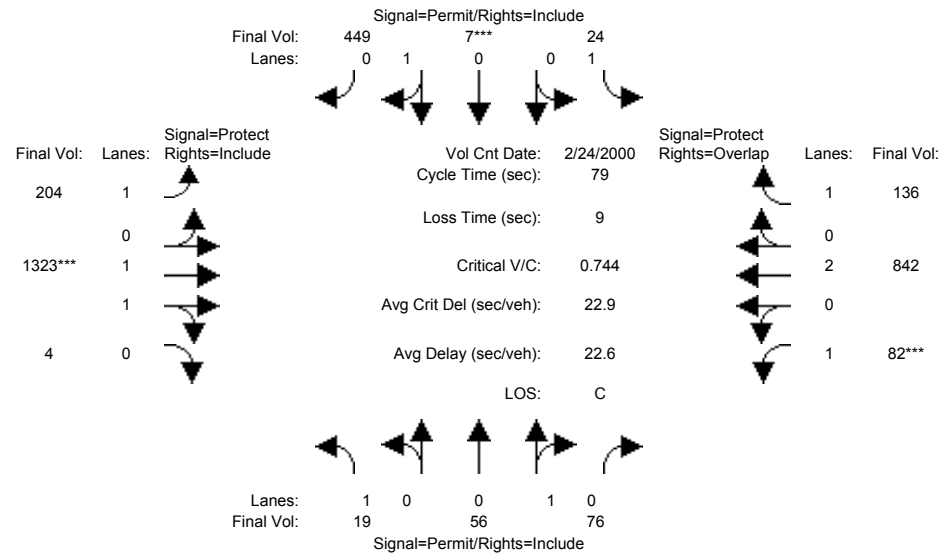 Signal=Permit/Rights=Include
Final Vol: 449 7*** 24
Lanes: 0 1 0 0 1
Signal=Protect
Final Vol: Lanes: Rights=Include
Vol Cnt Date: 2/24/2000
Signal=Protect
Rights=Overlap Lanes: Final Vol:
Cycle Time (sec): 79
204 1
1 136
Loss Time (sec): 9
0
0
1323*** 1
Critical V/C: 0.744
2 842
1
Avg Crit Del (sec/veh): 22.9
0
4 0
Avg Delay (sec/veh): 22.6
1 82***
LOS: C
Lanes: 1 0 0 1 0
Final Vol: 19 56 76
Signal=Permit/Rights=Include